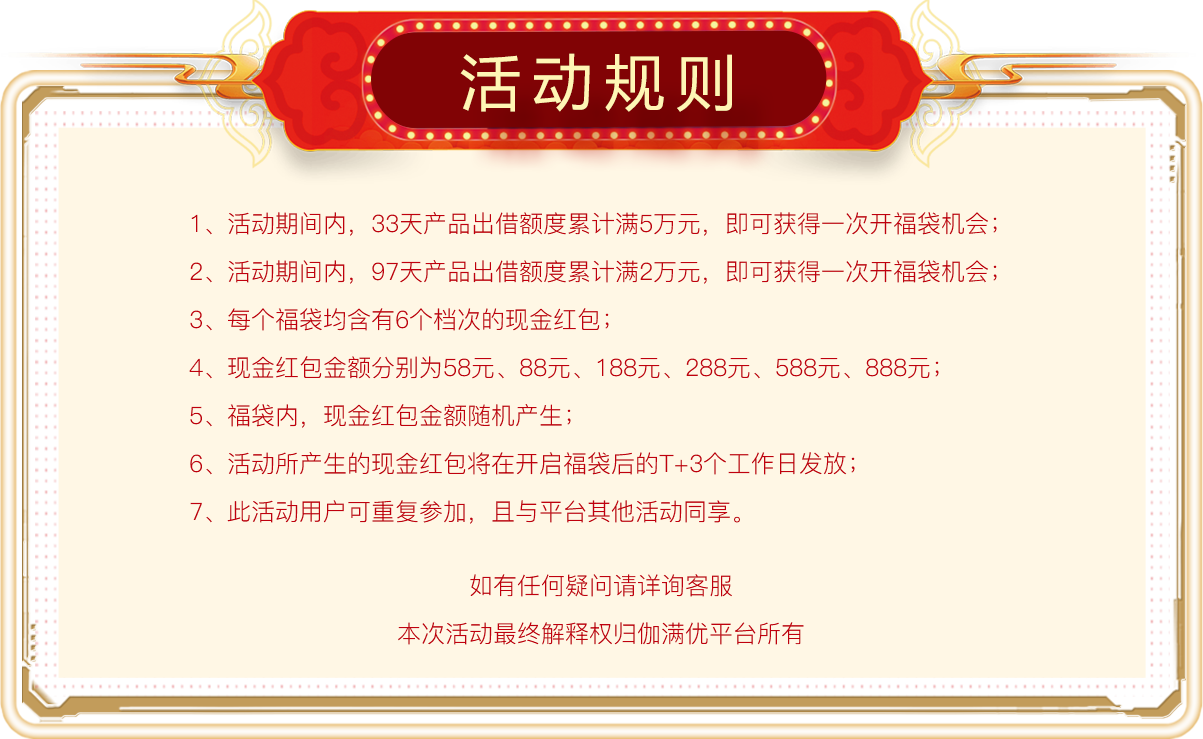 活动规则
1、活动期间内，33天产品出借额度累计满5万元，即可获得一次开福袋机会；
2、活动期间内，97天产品出借额度累计满2万元，即可获得一次开福袋机会；
3、每个福袋均含有6个档次的现金红包；
4、现金红包金额分别为58元、88元、188元、288元、588元、888元；
5、福袋内，现金红包金额随机产生；
6、活动所产生的现金红包将在开启福袋后的T+3个工作日发放；
7、此活动用户可重复参加，且与平台其他活动同享。
如有任何疑问请详询客服
本次活动最终解释权归伽满优平台所有